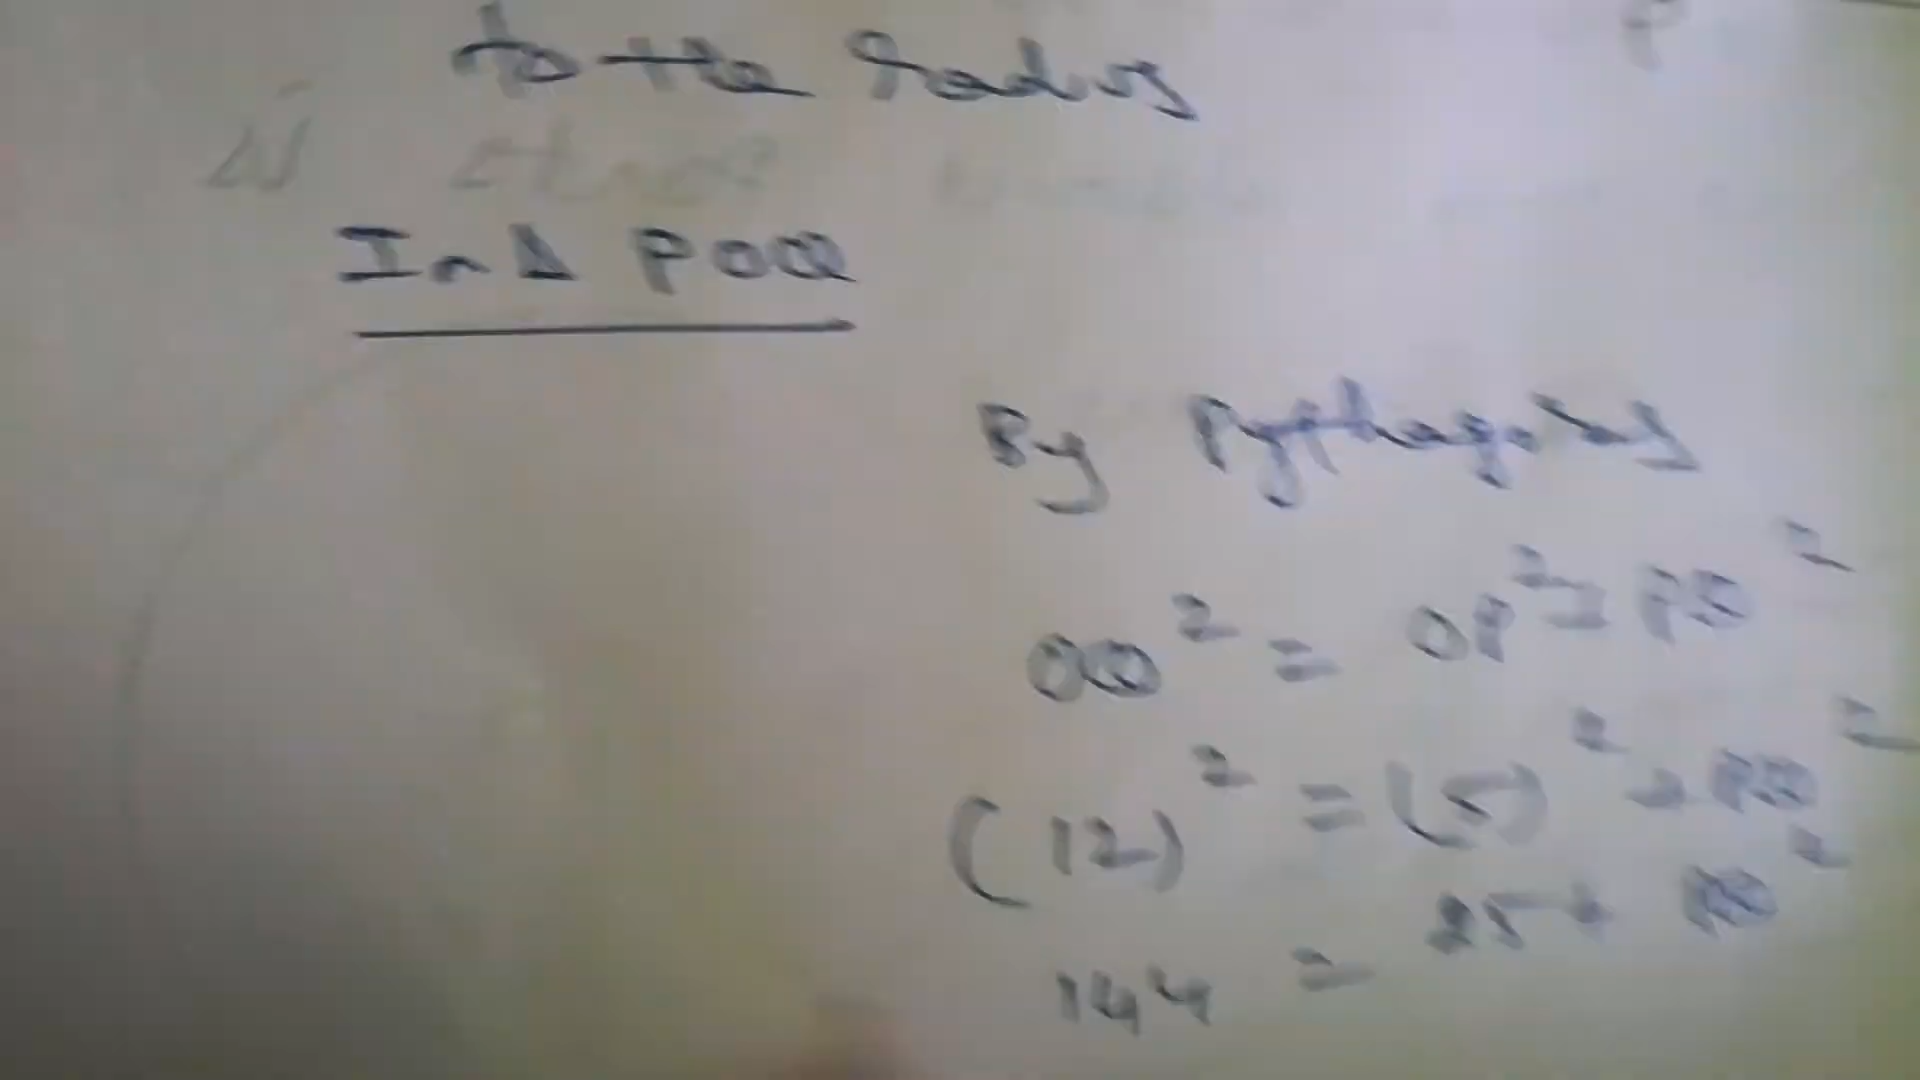 to the radius
In Δ POQ
By Pythagoras
OQ² = OP² + PQ²
(12)² = (5)² + PQ²
144 = 25 + PQ²